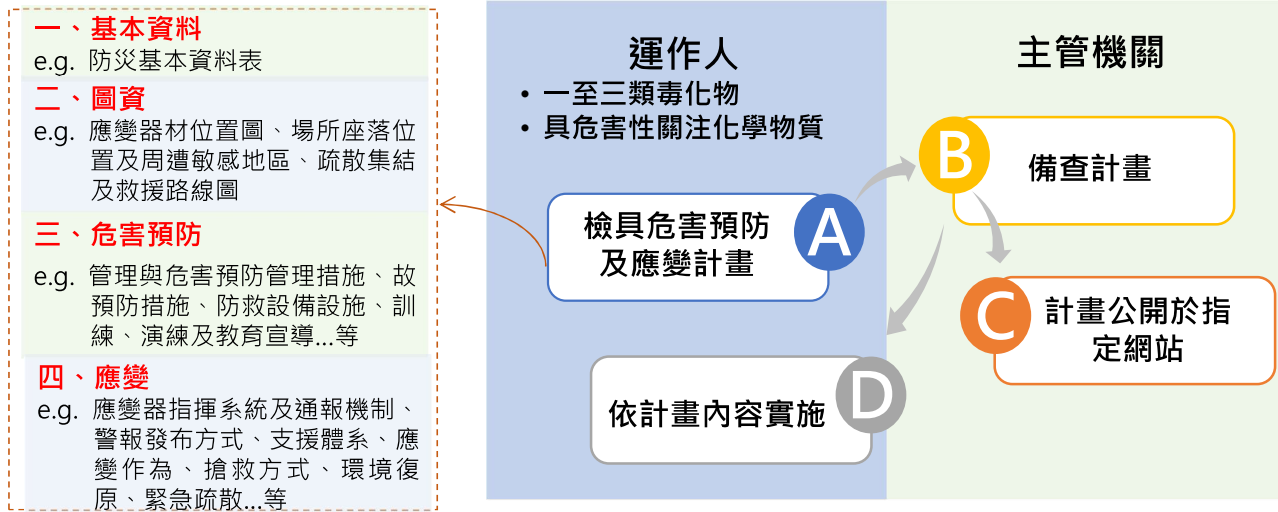 一、基本資料
e.g. 防災基本資料表
二、圖資
e.g. 應變器材位置圖、場所座落位
置及周遭敏感地區、疏散集結
及救援路線圖
三、危害預防
e.g. 管理與危害預防管理措施、故
預防措施、防救設備設施、訓
練、演練及教育宣導...等
四、應變
e.g. 應變器指揮系統及通報機制、
警報發布方式、支援體系、應
變作為、搶救方式、環境復
原、緊急疏散...等
運作人
• 一至三類毒化物
• 具危害性關注化學物質
檢具危害預防
及應變計畫
A
依計畫內容實施
D
主管機關
B
備查計畫
C
計畫公開於指
定網站